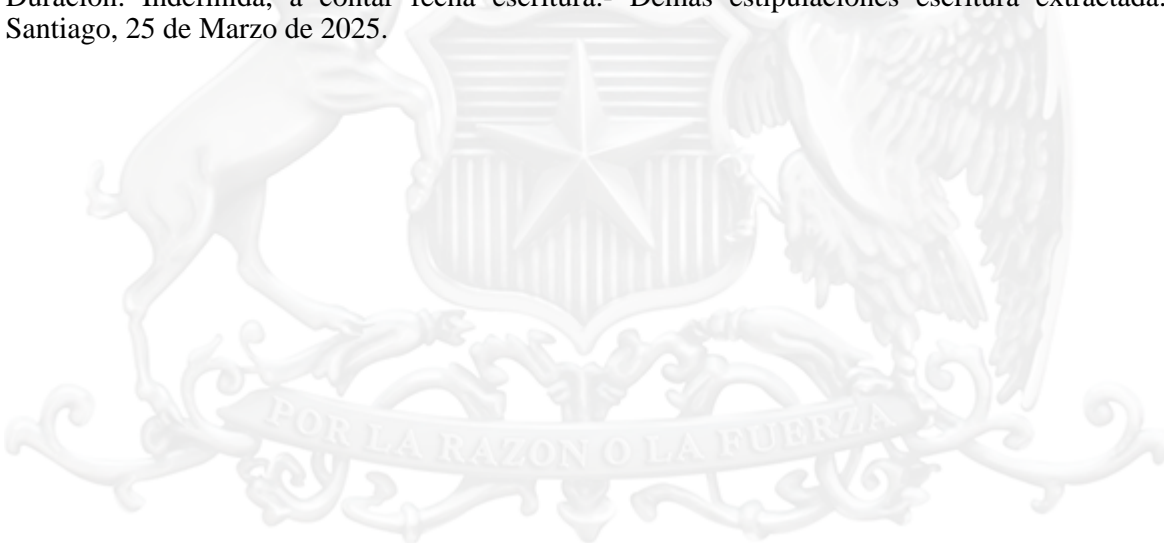 Duración: Indefinida, a contar fecha escritura.- Demás estipulaciones escritura extractada.
Santiago, 25 de Marzo de 2025.
POR LA RAZON O LA FUERZA